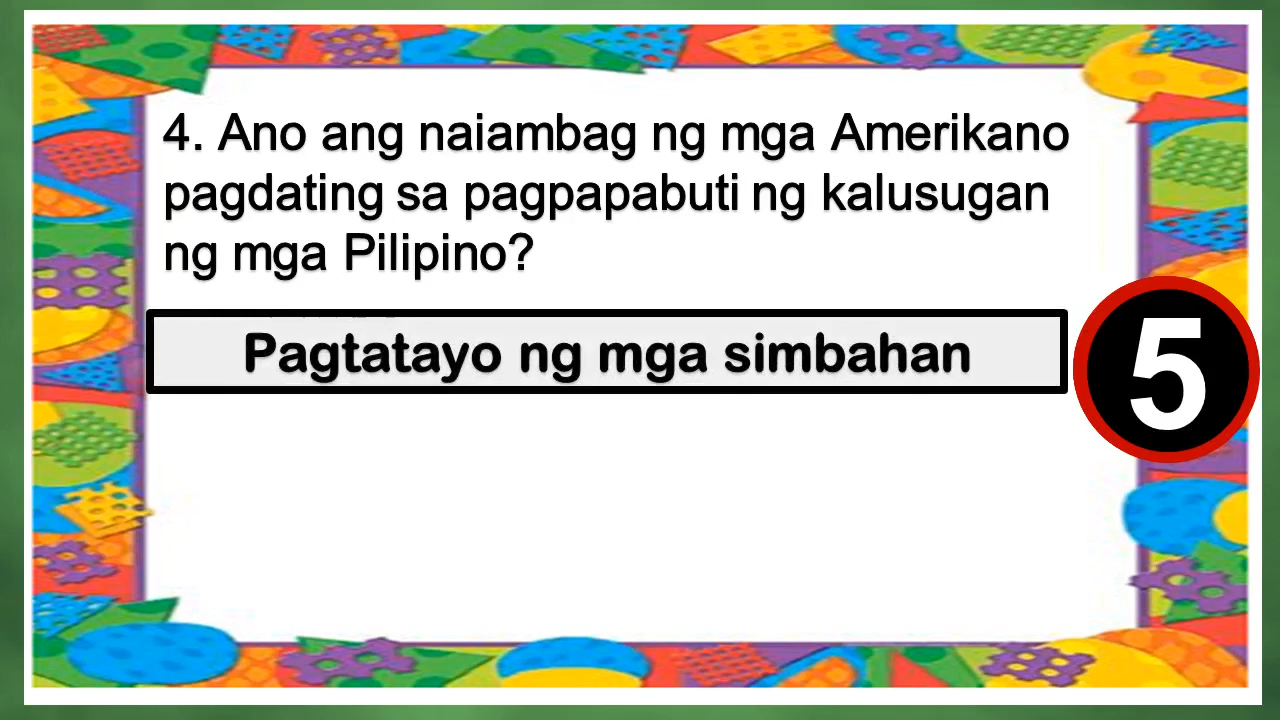 4. Ano ang naiambag ng mga Amerikano
pagdating sa pagpapabuti ng kalusugan
ng mga Pilipino?
Pagtatayo ng mga simbahan
5